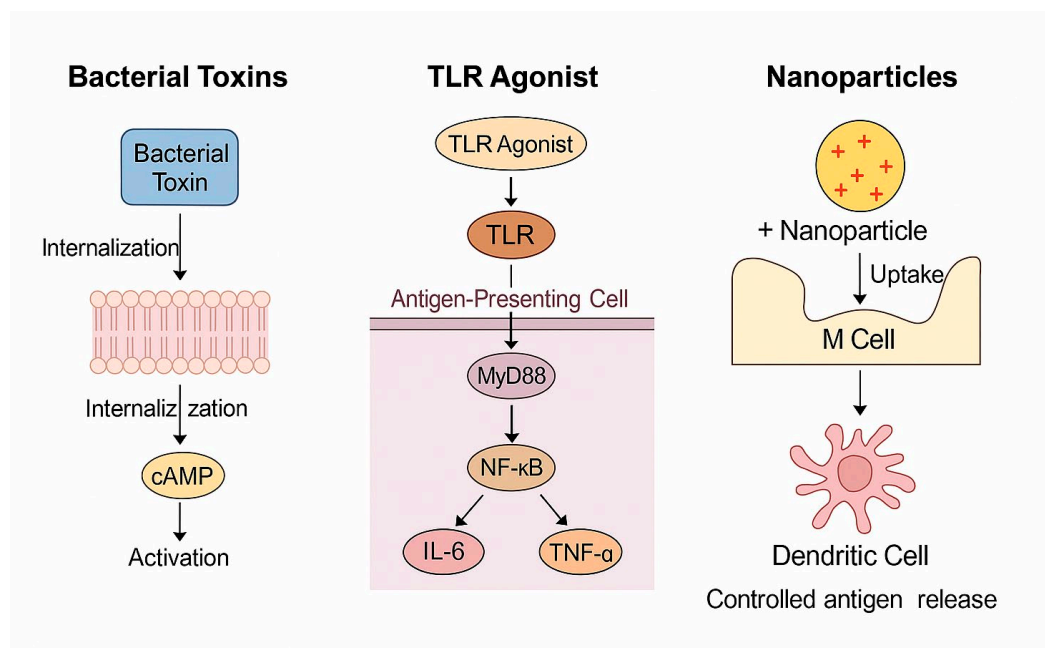 Bacterial Toxins
Bacterial
Toxin
Internalization
Internaliz zation
cAMP
Activation
TLR Agonist
TLR Agonist
TLR
Antigen-Presenting Cell
MyD88
NF-κB
IL-6
TNF-α
Nanoparticles
+ + + + + +
+ Nanoparticle
Uptake
M Cell
Dendritic Cell
Controlled antigen release